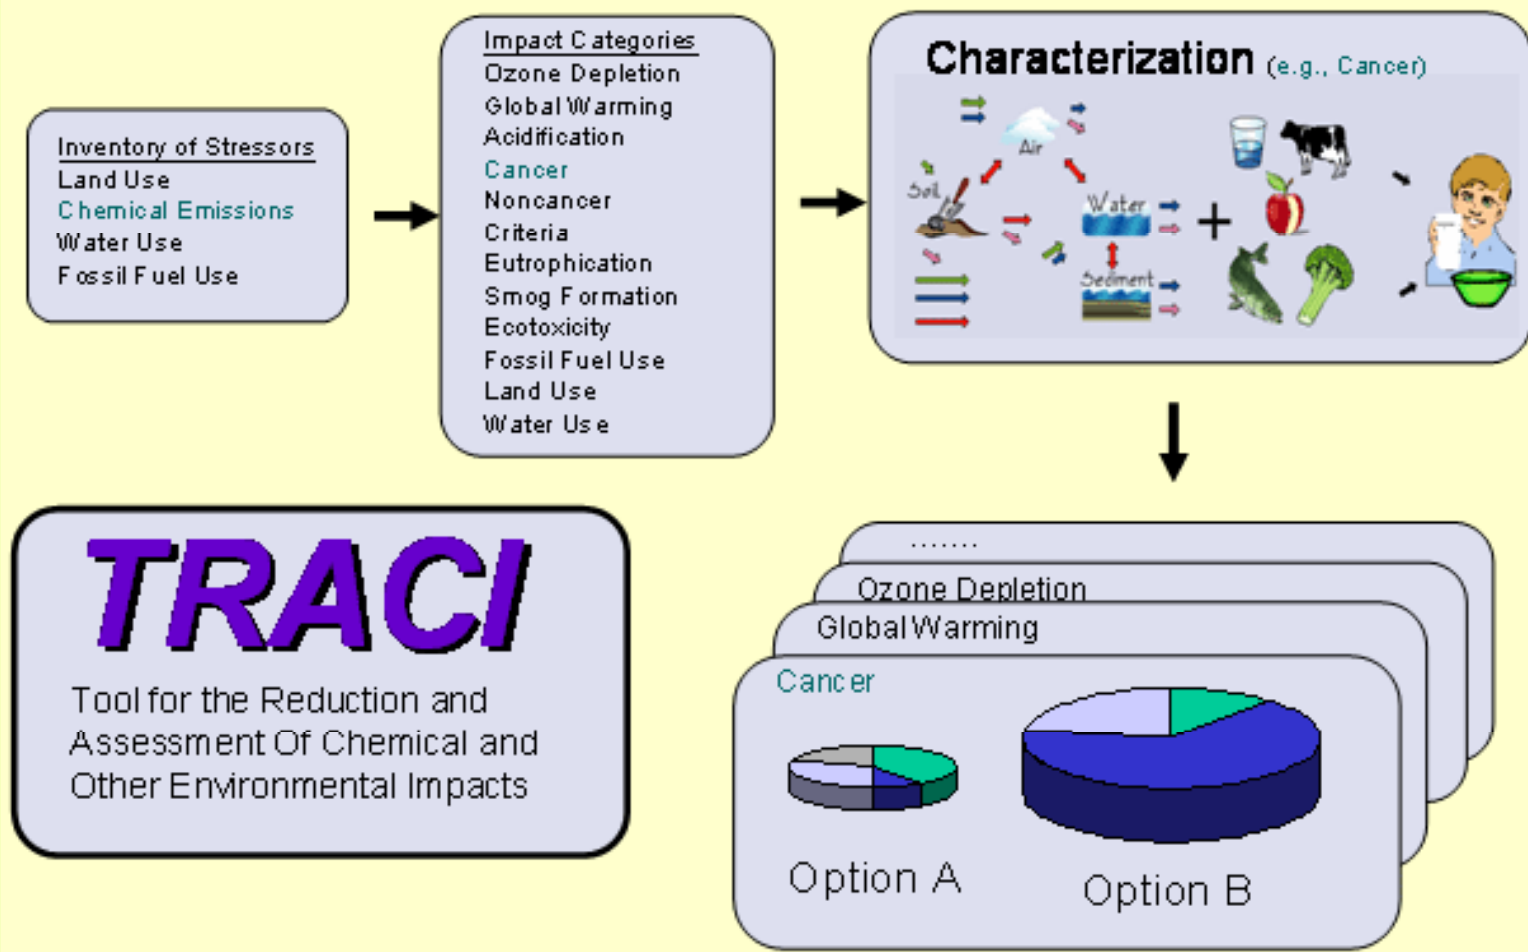 Inventory of Stressors
Land Use
Chemical Emissions
Water Use
Fossil Fuel Use
Impact Categories
Ozone Depletion
Global Warming
Acidification
Cancer
Noncancer
Criteria
Eutrophication
Smog Formation
Ecotoxicity
Fossil Fuel Use
Land Use
Water Use
Characterization (e.g., Cancer)
Air
Soil
Water
+
Sediment
TRACI
Tool for the Reduction and
Assessment Of Chemical and
Other Environmental Impacts
.......
Ozone Depletion
Global Warming
Cancer
Option A
Option B